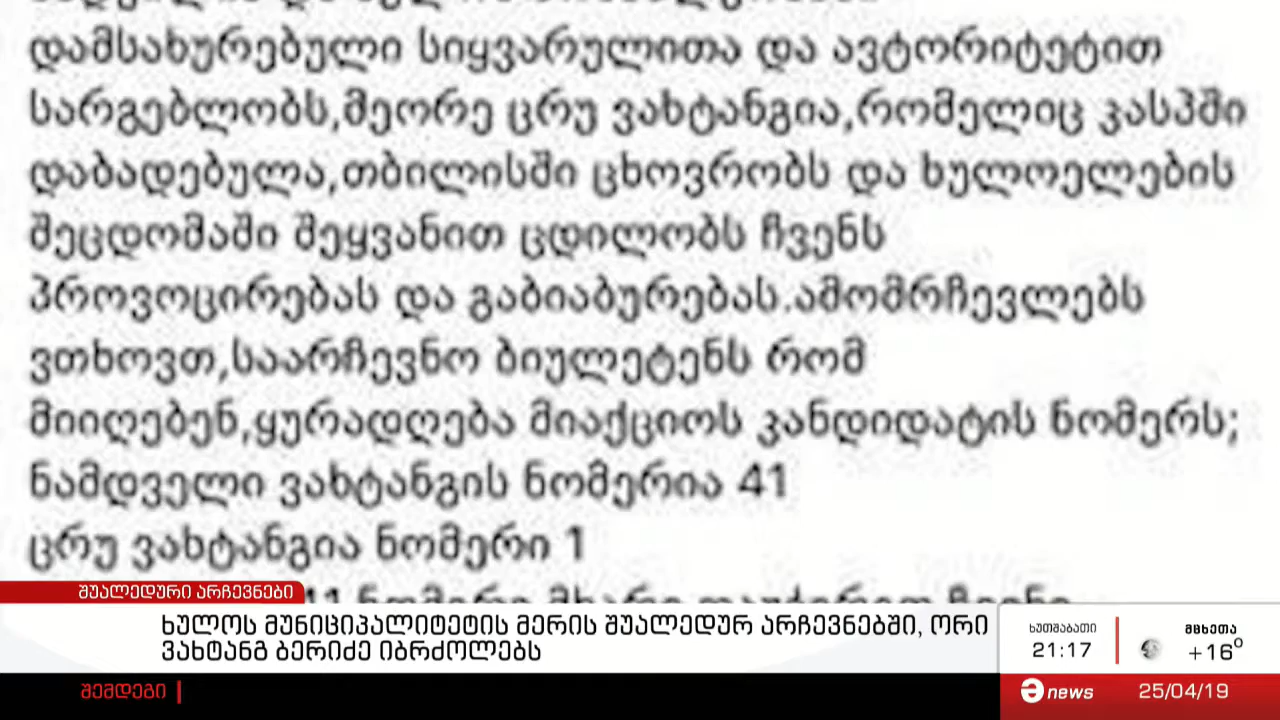 დამსახურებული სიყვარულითა და ავტორიტეტით
სარგებლობს,მეორე ცრუ ვახტანგია,რომელიც კასპში
დაბადებულა,თბილისში ცხოვრობს და ხულოელების
შეცდომაში შეყვანით ცდილობს ჩვენს
პროვოცირებას და გაბიაბურებას.ამომრჩევლებს
ვთხოვთ,საარჩევნო ბიულეტენს რომ
მიიღებენ,ყურადღება მიაქციოს კანდიდატის ნომერს;
ნამდველი ვახტანგის ნომერია 41
ცრუ ვახტანგია ნომერი 1
შუალედური არჩევნები
ხულოს მუნიციპალიტეტის მერის შუალედურ არჩევნებში, ორი
ვახტანგ ბერიძე იბრძოლებს
ხუთშაბათი
21:17
მცხეთა
+16°
შემდეგი
news
25/04/19